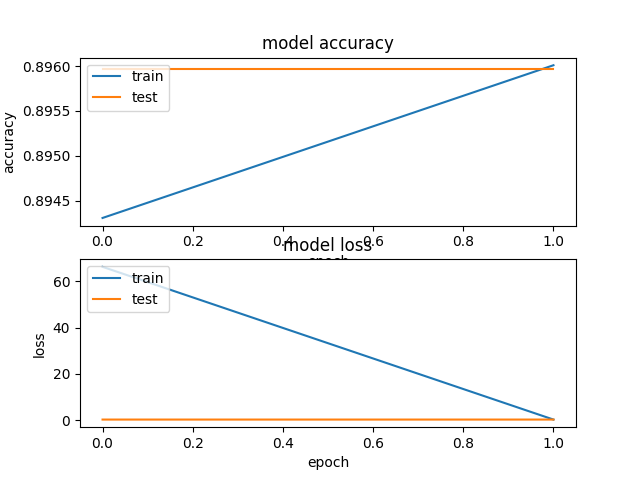 model accuracy
0.8960
0.8955
0.8950
0.8945
accuracy
train
test
0.0 0.2 0.4 0.6 0.8 1.0
epoch
model loss
60
40
20
0
loss
train
test
0.0 0.2 0.4 0.6 0.8 1.0
epoch